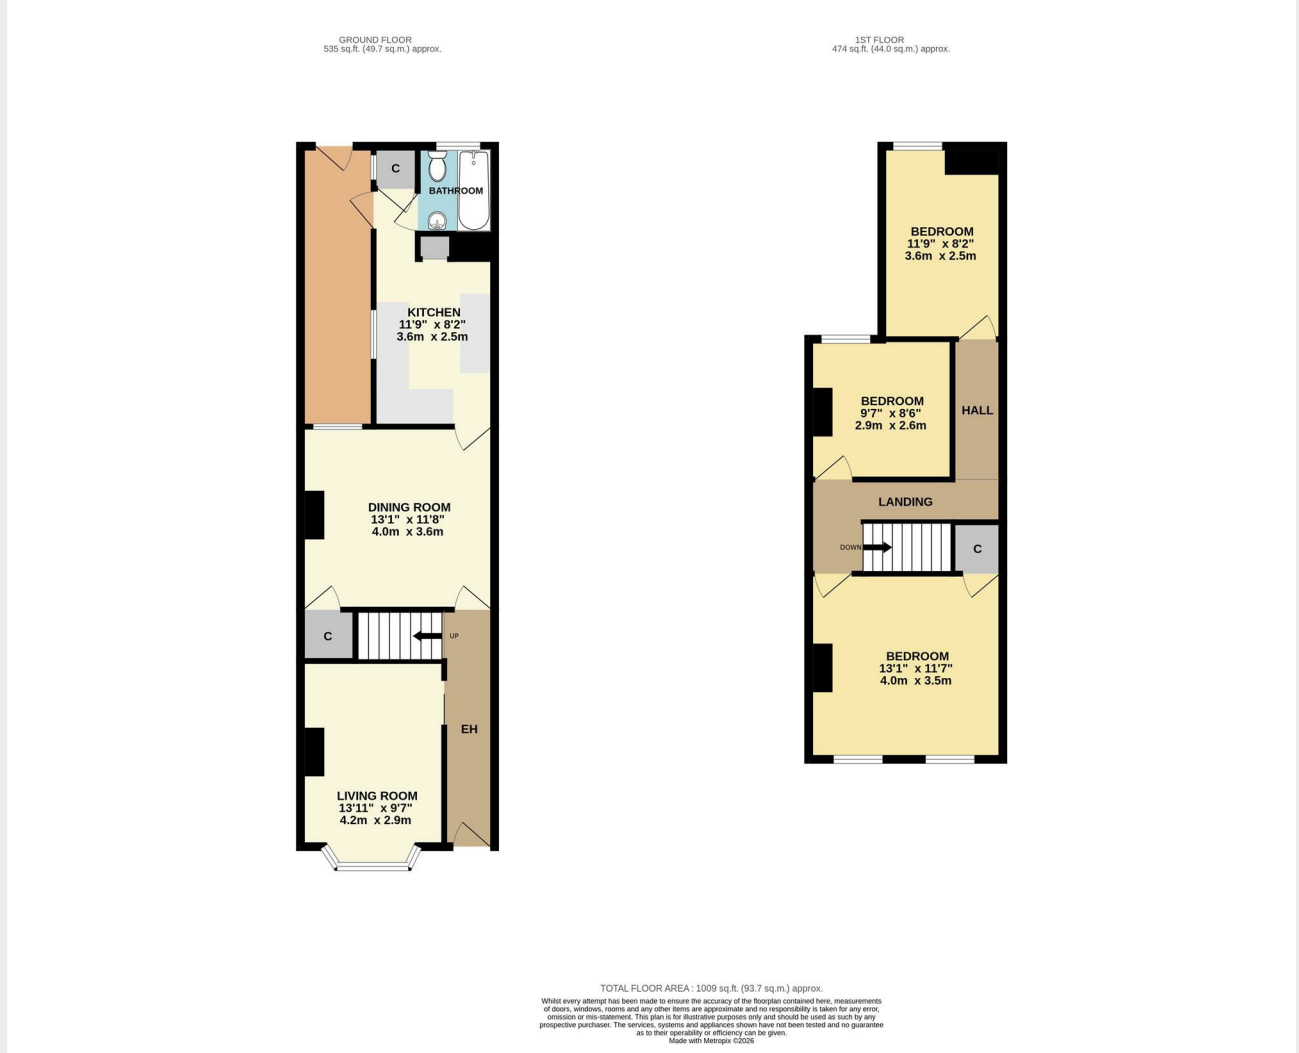 GROUND FLOOR
535 sq.ft. (49.7 sq.m.) approx.
1ST FLOOR
474 sq.ft. (44.0 sq.m.) approx.
C
BATHROOM
KITCHEN
11'9" x 8'2"
3.6m x 2.5m
DINING ROOM
13'1" x 11'8"
4.0m x 3.6m
C
UP
EH
LIVING ROOM
13'11" x 9'7"
4.2m x 2.9m
BEDROOM
11'9" x 8'2"
3.6m x 2.5m
BEDROOM
9'7" x 8'6"
2.9m x 2.6m
HALL
LANDING
DOWN
C
BEDROOM
13'1" x 11'7"
4.0m x 3.5m
TOTAL FLOOR AREA : 1009 sq.ft. (93.7 sq.m.) approx.
Whilst every attempt has been made to ensure the accuracy of the floorplan contained here, measurements
of doors, windows, rooms and any other items are approximate and no responsibility is taken for any error,
omission or mis-statement. This plan is for illustrative purposes only and should be used as such by any
prospective purchaser. The services, systems and appliances shown have not been tested and no guarantee
as to their operability or efficiency can be given.
Made with Metropix ©2026